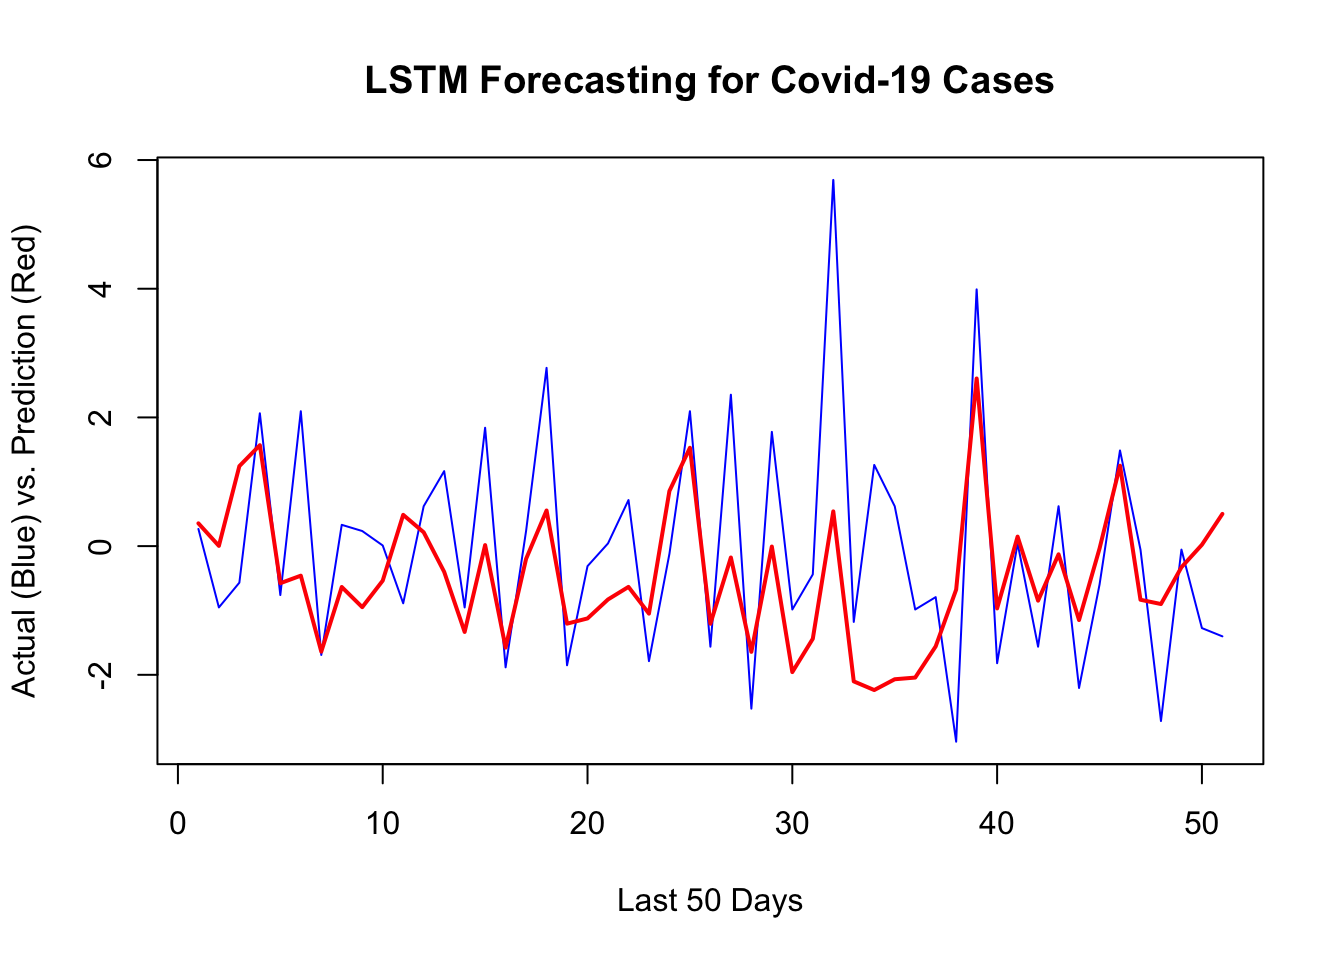 LSTM Forecasting for Covid-19 Cases
Actual (Blue) vs. Prediction (Red)
6
4
2
0
-2
0 10 20 30 40 50
Last 50 Days